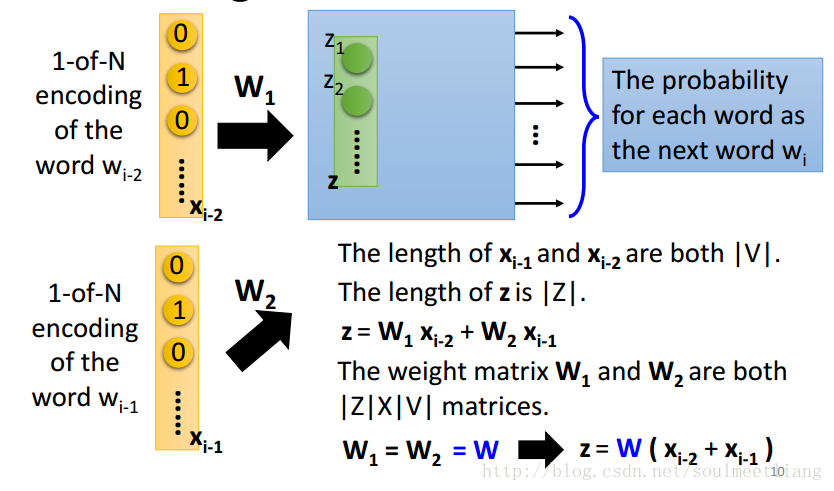 1-of-N
encoding
of the
word wi-2
0
1
0
......
xi-2
W1
z1
z2
......
z
...
The probability
for each word as
the next word wi
1-of-N
encoding
of the
word wi-1
0
1
0
......
xi-1
W2
The length of xi-1 and xi-2 are both |V|.
The length of z is |Z|.
z = W1 xi-2 + W2 xi-1
The weight matrix W1 and W2 are both
|Z|X|V| matrices.
W1 = W2 = W
z = W ( xi-2 + xi-1 )
http://blog.csdn.net/soulmeetliang
10